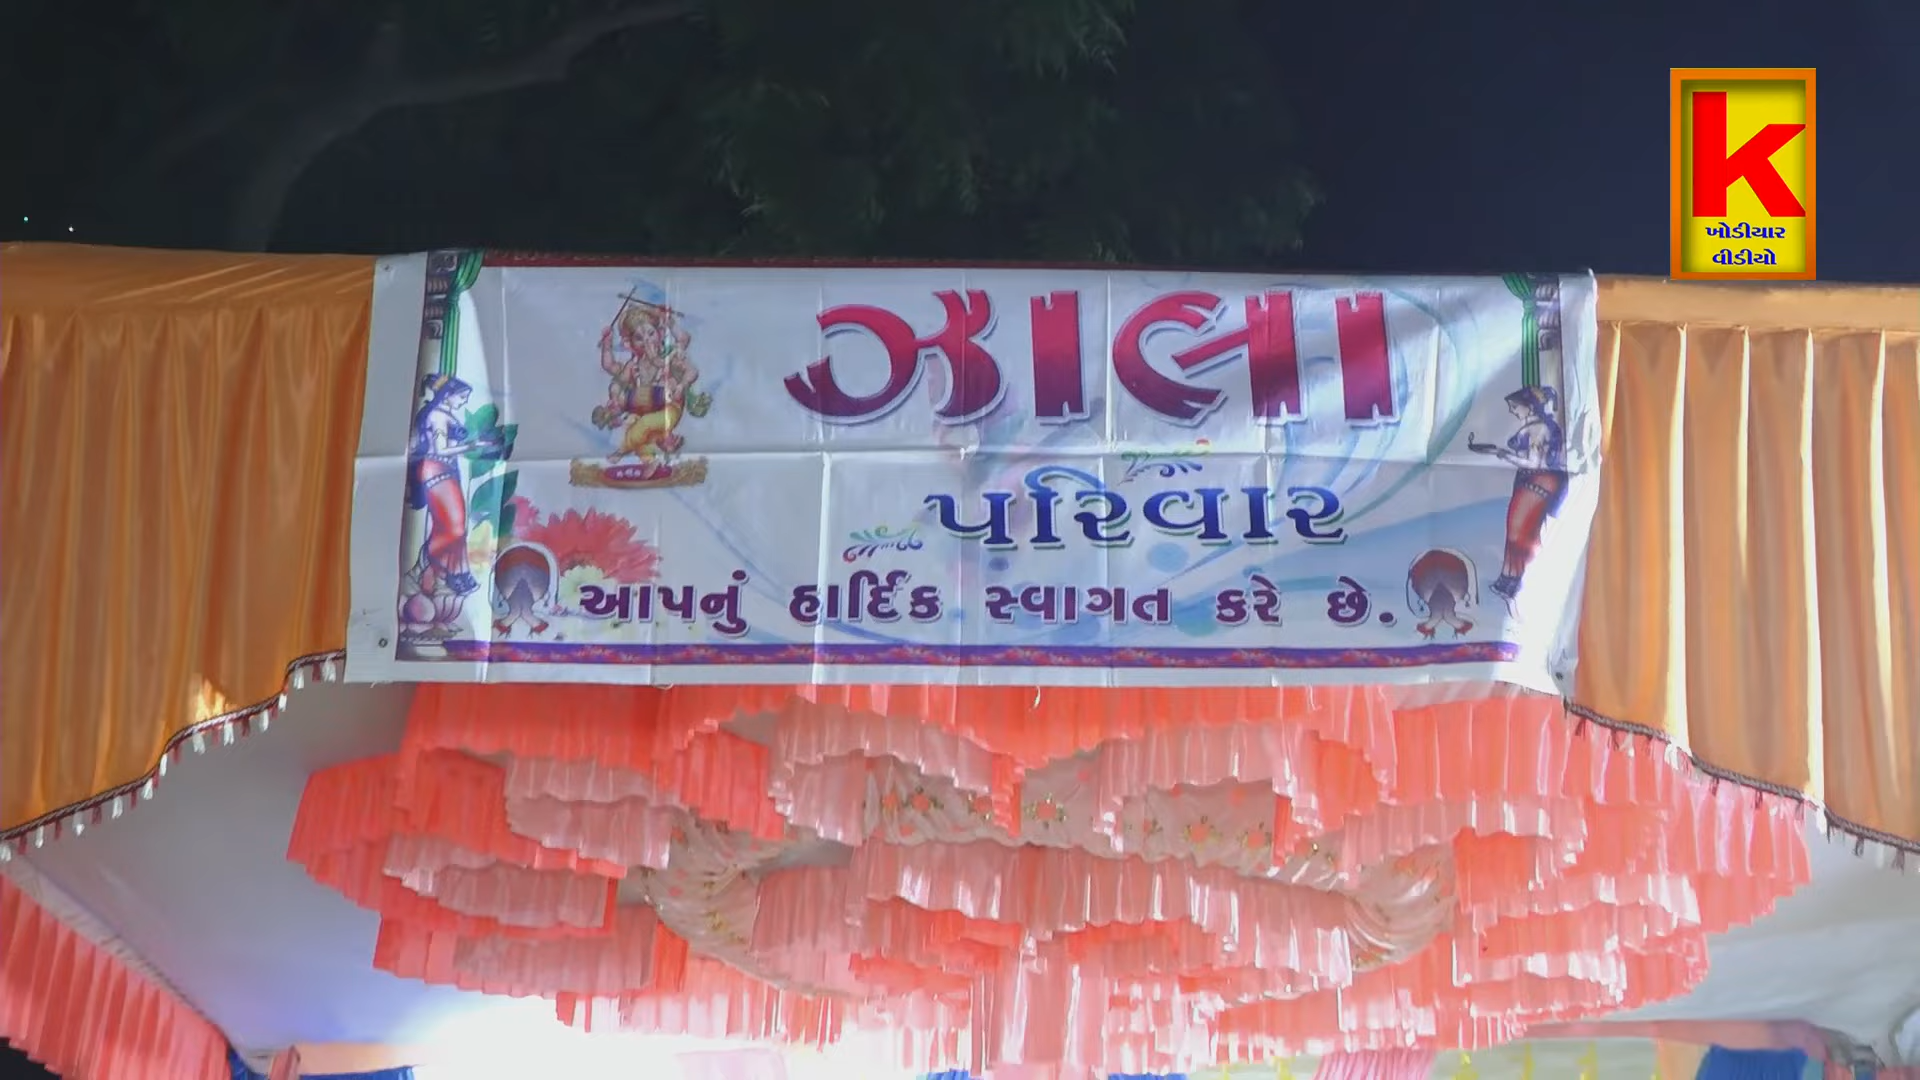 ઝાલા
પરિવાર
આપનું હાર્દિક સ્વાગત કરે છે.
K
ખોડીયાર
વીડીયો